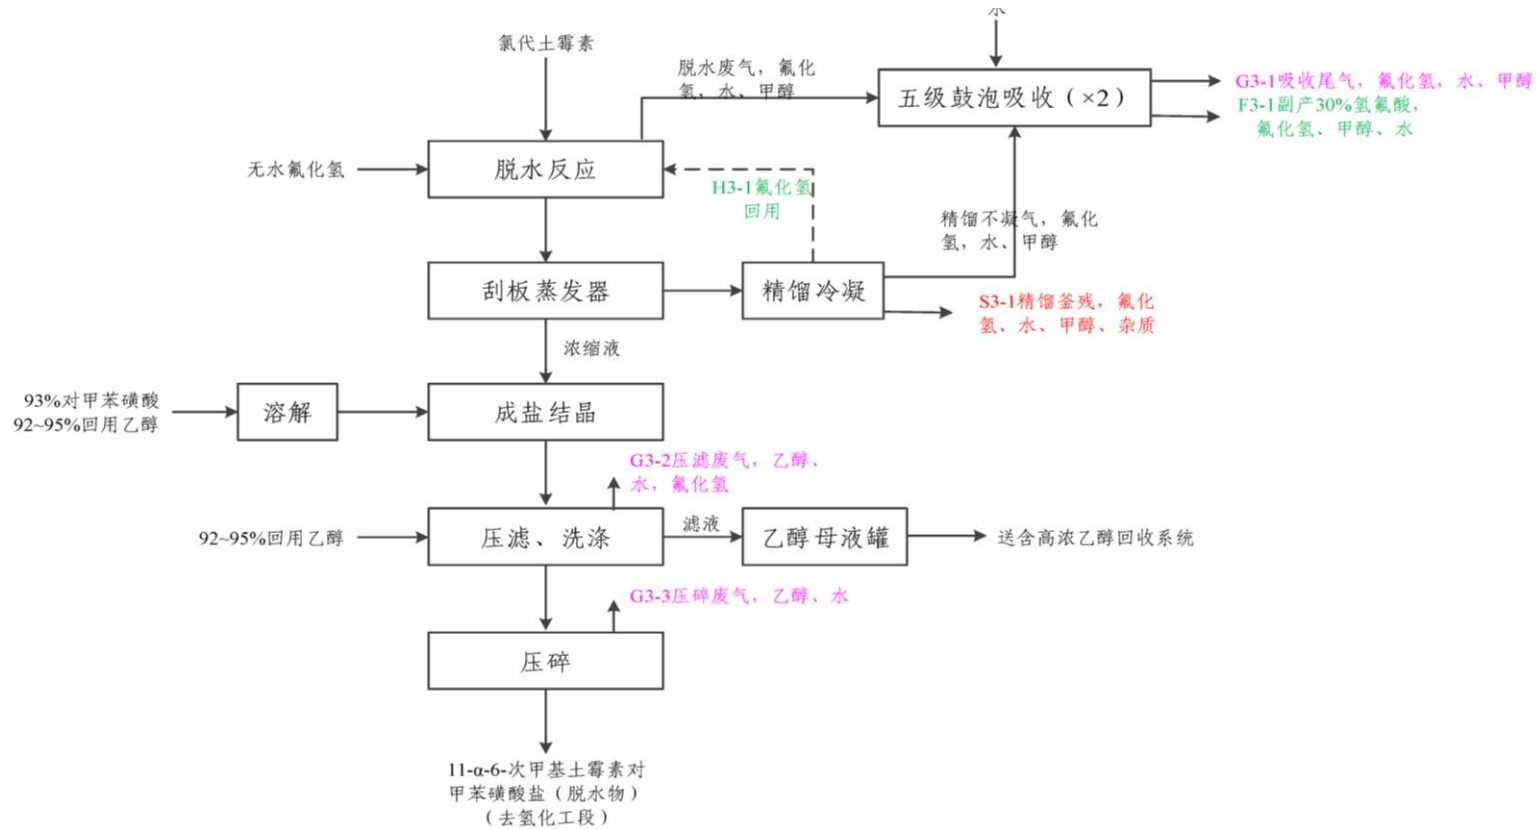 氯代土霉素
脱水废气，氟化
氢，水、甲醇
五级鼓泡吸收（×2）
G3-1吸收尾气，氟化氢，水、甲醇
F3-1副产30%氢氟酸，
氟化氢、甲醇、水
无水氟化氢
脱水反应
H3-1氟化氢
回用
精馏不凝气，氟化
氢，水、甲醇
刮板蒸发器
精馏冷凝
S3-1精馏釜残，氟化
氢、水、甲醇、杂质
浓缩液
93%对甲苯磺酸
92~95%回用乙醇
溶解
成盐结晶
G3-2压滤废气，乙醇、
水，氟化氢
92~95%回用乙醇
压滤、洗涤
滤液
乙醇母液罐
送含高浓乙醇回收系统
G3-3压碎废气，乙醇、水
压碎
11-α-6-次甲基土霉素对
甲苯磺酸盐（脱水物）
（去氢化工段）